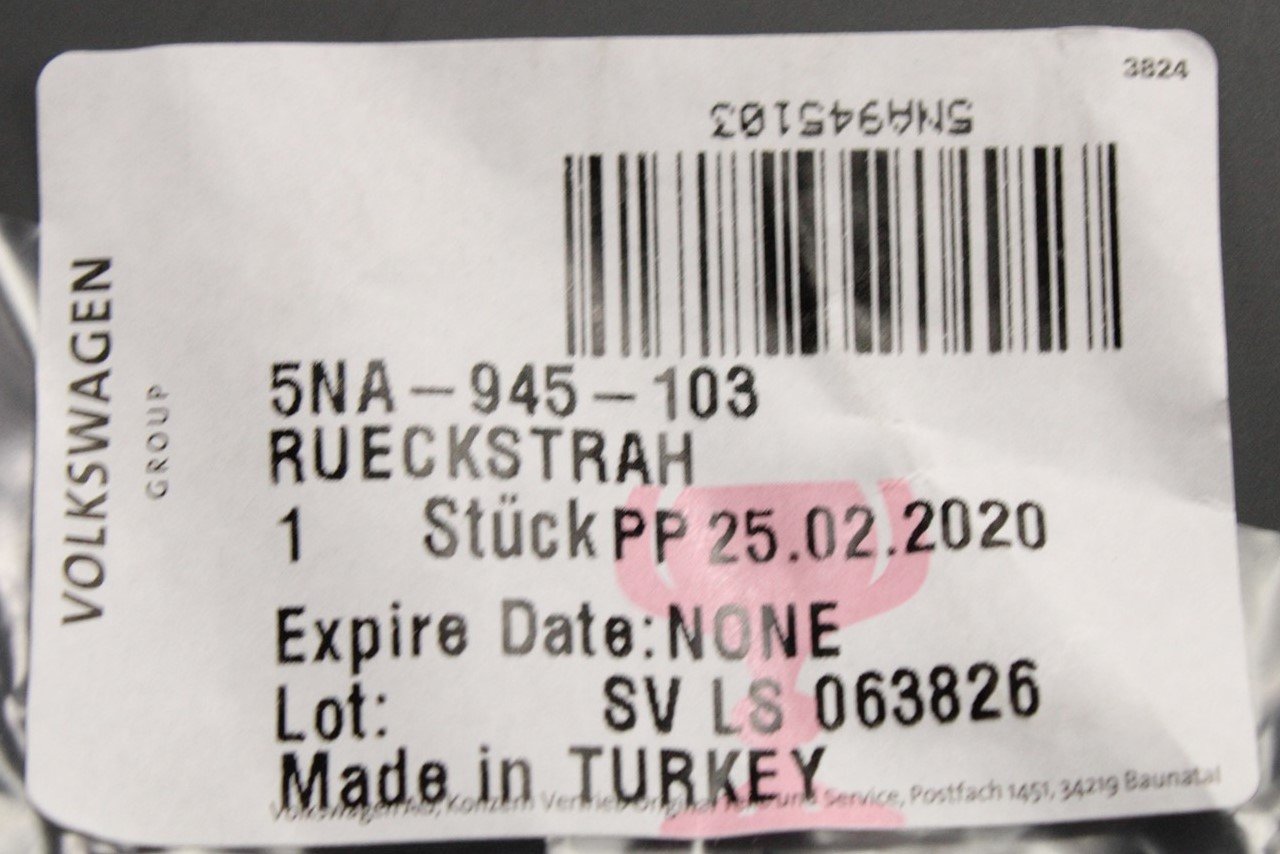 3824
5NA945103
VOLKSWAGEN
GROUP
5NA-945-103
RUECKSTRAH
1 Stück PP 25.02.2020
Expire Date:NONE
Lot: SV LS 063826
Made in TURKEY
Volkswagen AG, Konzern Vertrieb Original Teile und Service, Postfach 1451, 34219 Baunatal